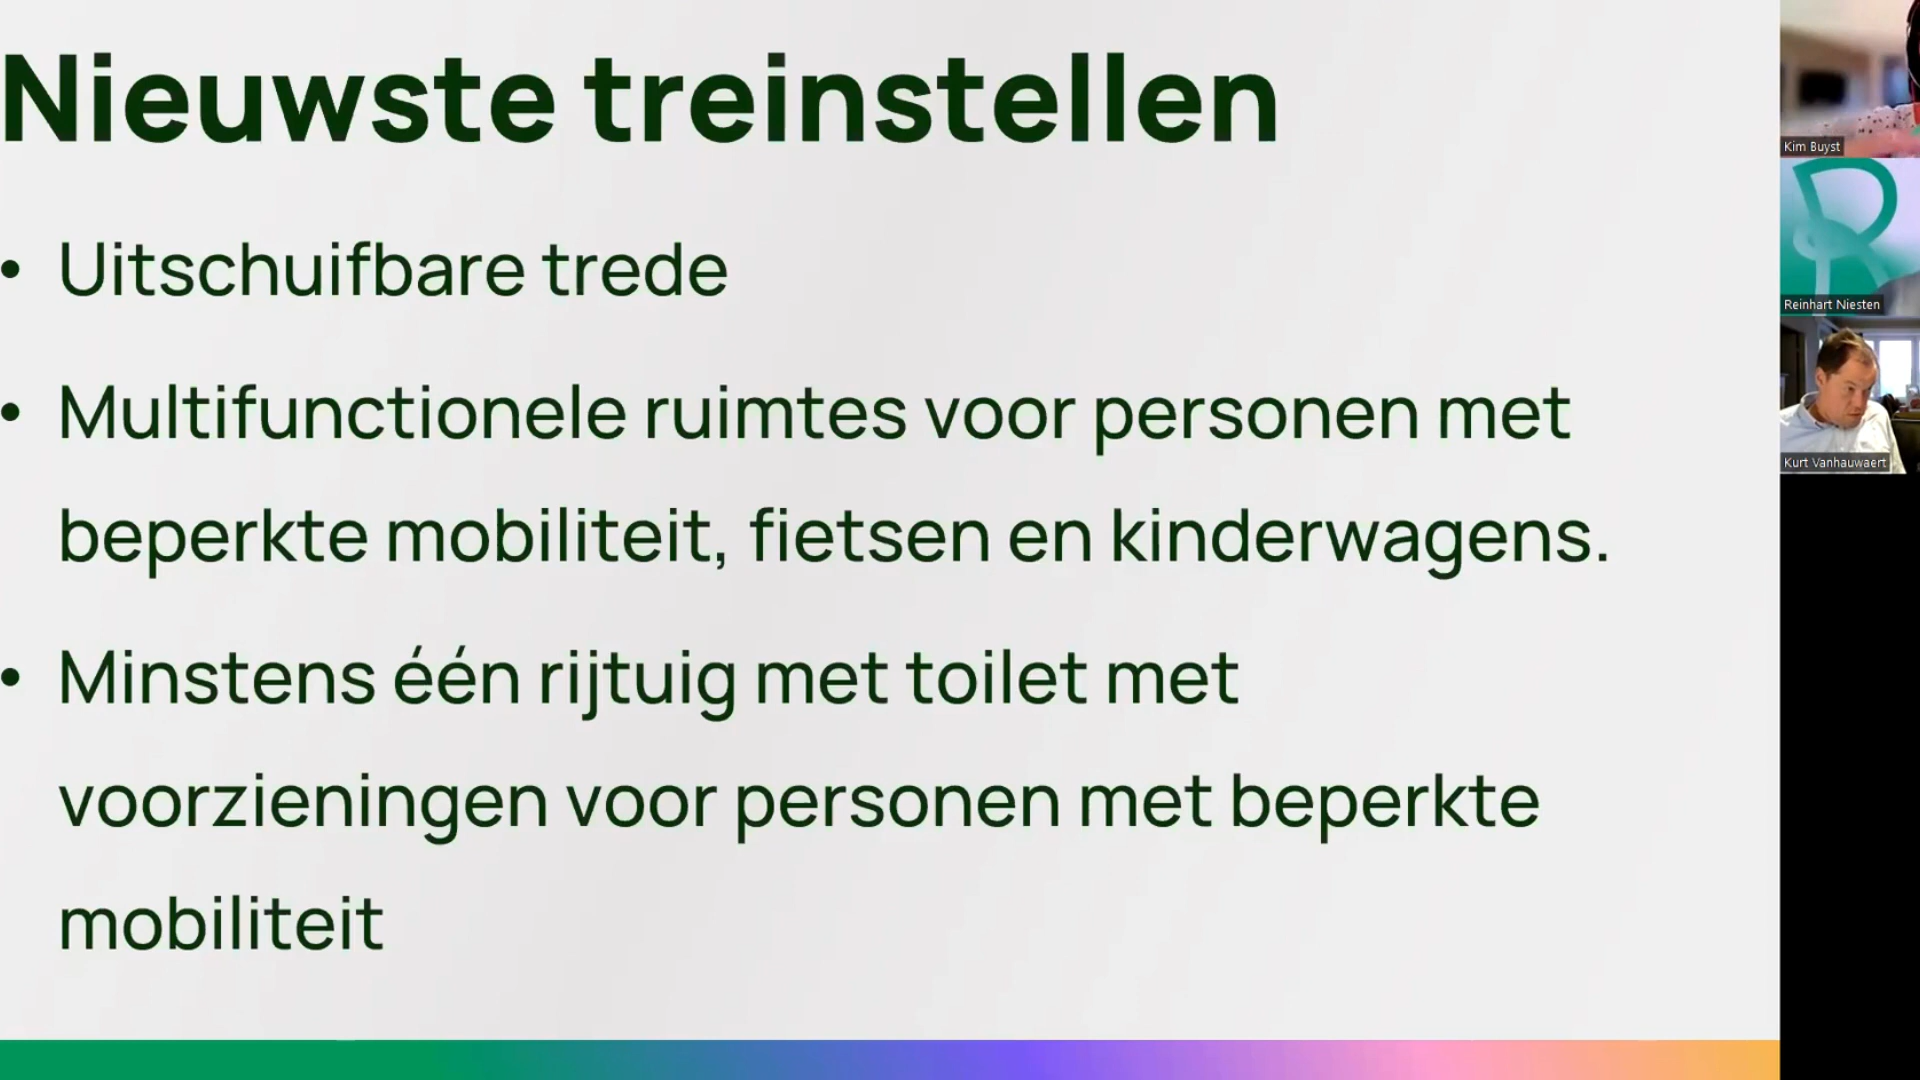 Nieuwste treinstellen
• Uitschuifbare trede
• Multifunctionele ruimtes voor personen met
beperkte mobiliteit, fietsen en kinderwagens.
• Minstens één rijtuig met toilet met
voorzieningen voor personen met beperkte
mobiliteit
Kim Buyst
Reinhart Niesten
Kurt Vanhauwaert